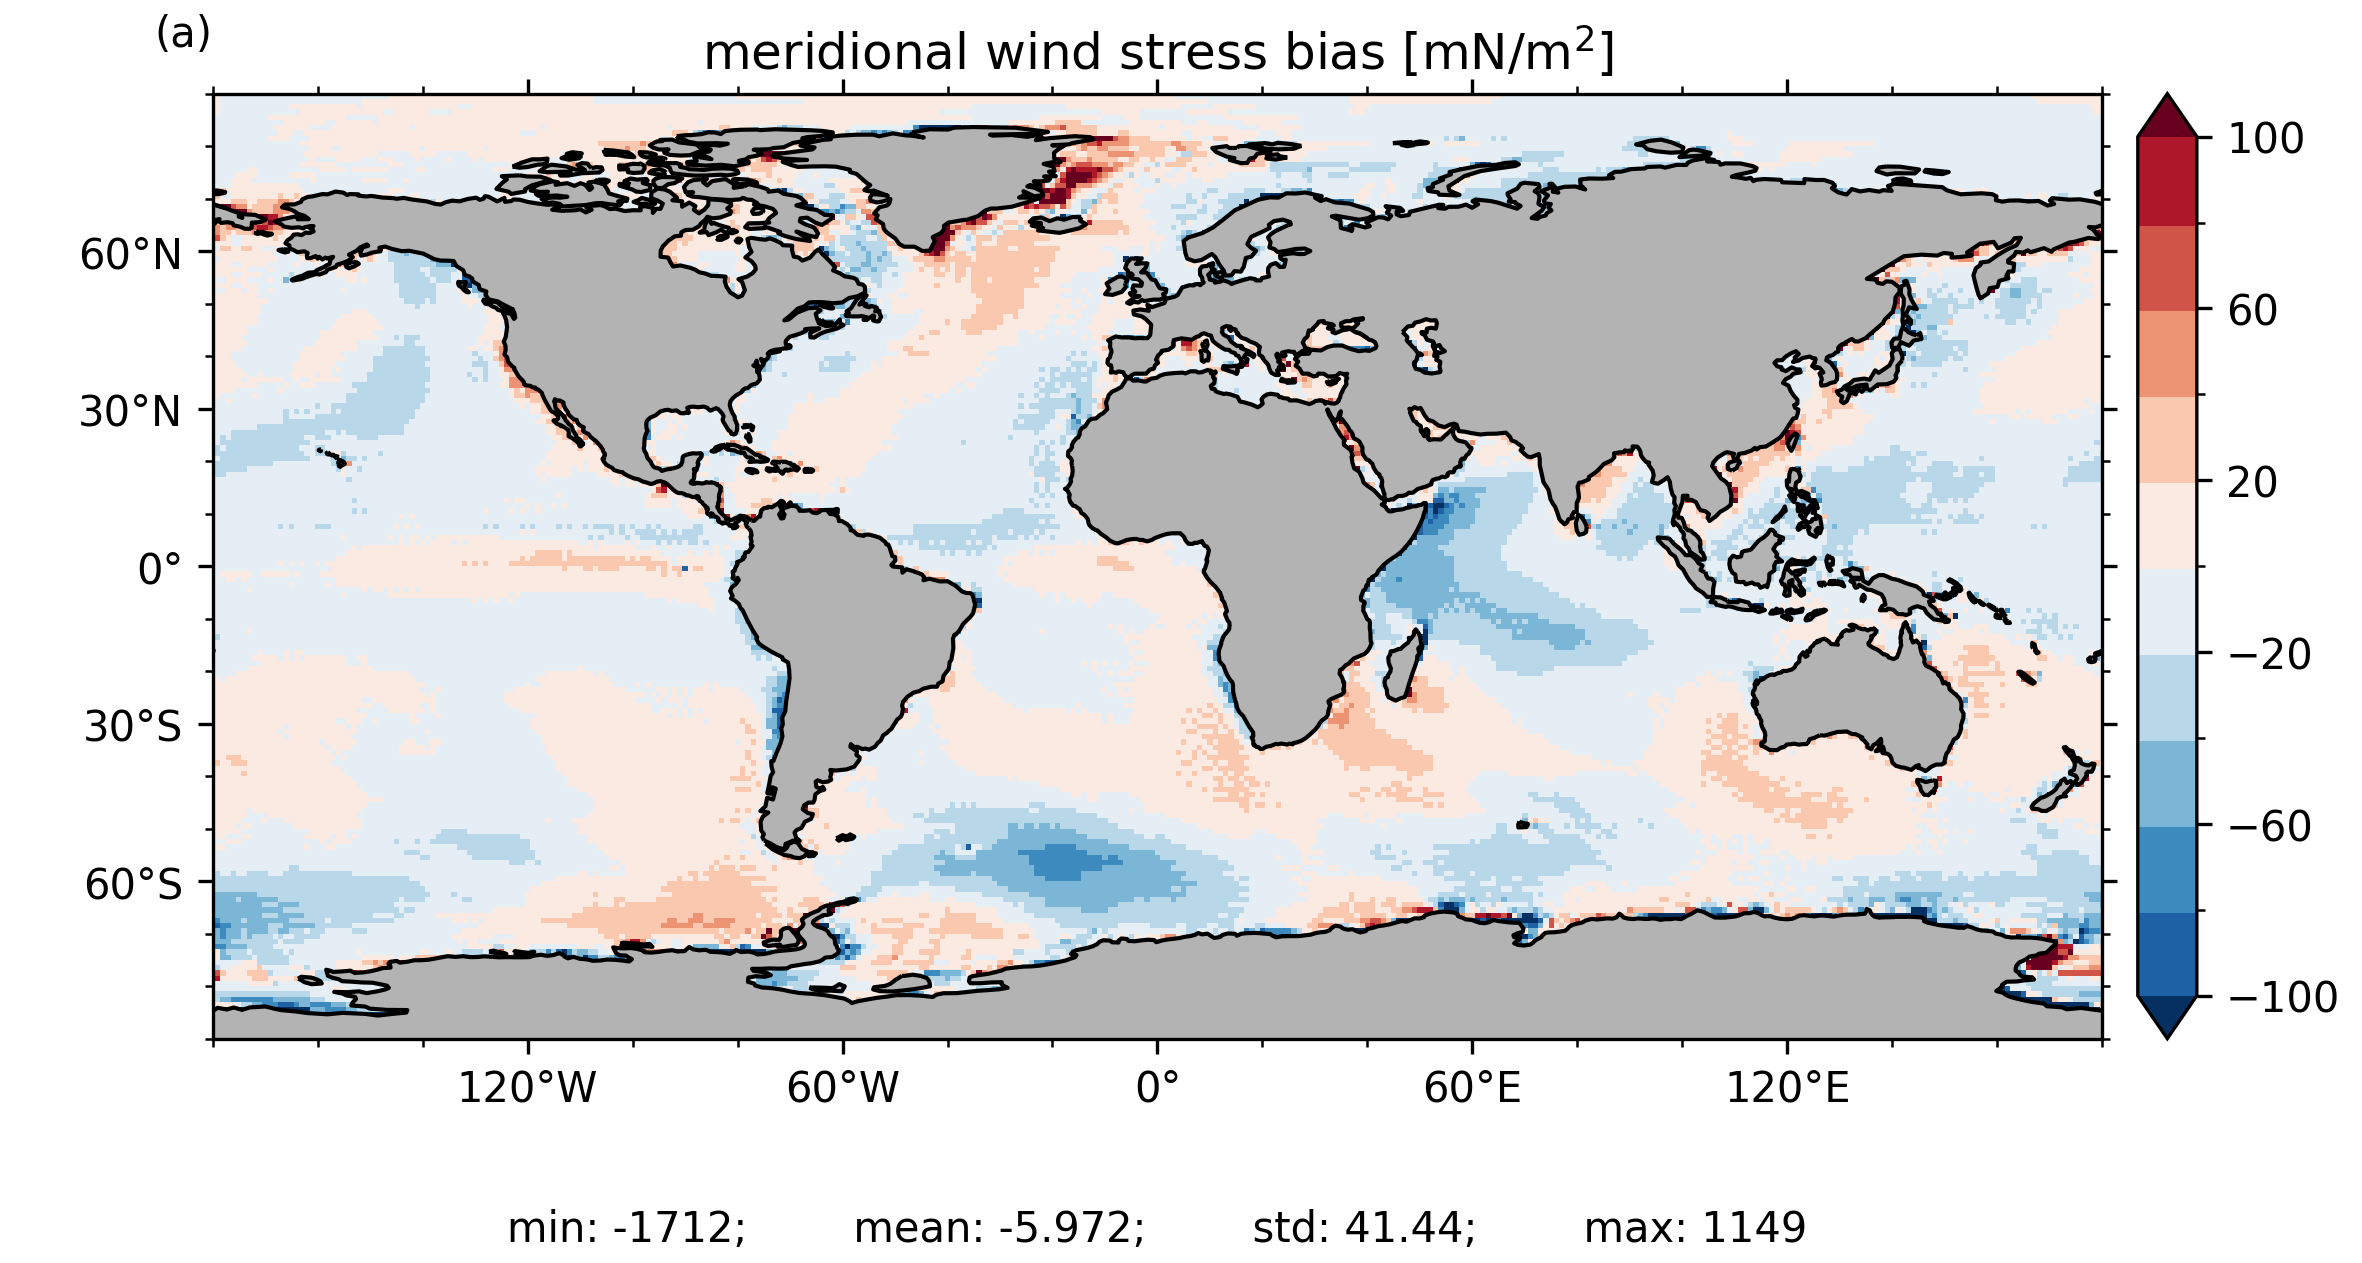 (a)
meridional wind stress bias [mN/m²]
60°N
30°N
0°
30°S
60°S
120°W 60°W 0° 60°E 120°E
100
60
20
−20
−60
−100
min: -1712; mean: -5.972; std: 41.44; max: 1149